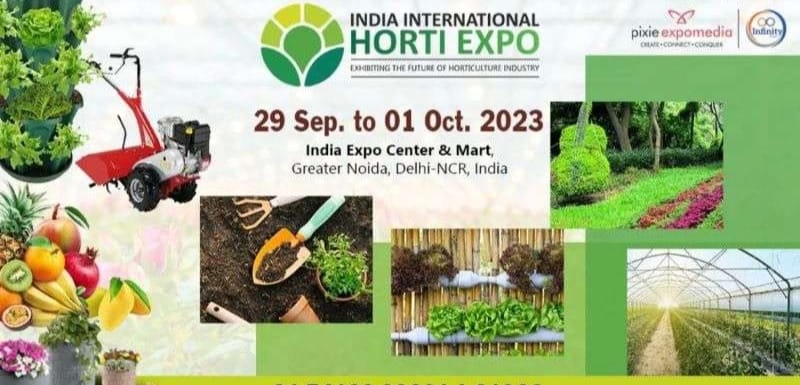 INDIA INTERNATIONAL
HORTI EXPO
EXHIBITING THE FUTURE OF HORTICULTURE INDUSTRY
pixie expomedia
CREATE • CONNECT • CONQUER
Infinity
29 Sep. to 01 Oct. 2023
India Expo Center & Mart,
Greater Noida, Delhi-NCR, India